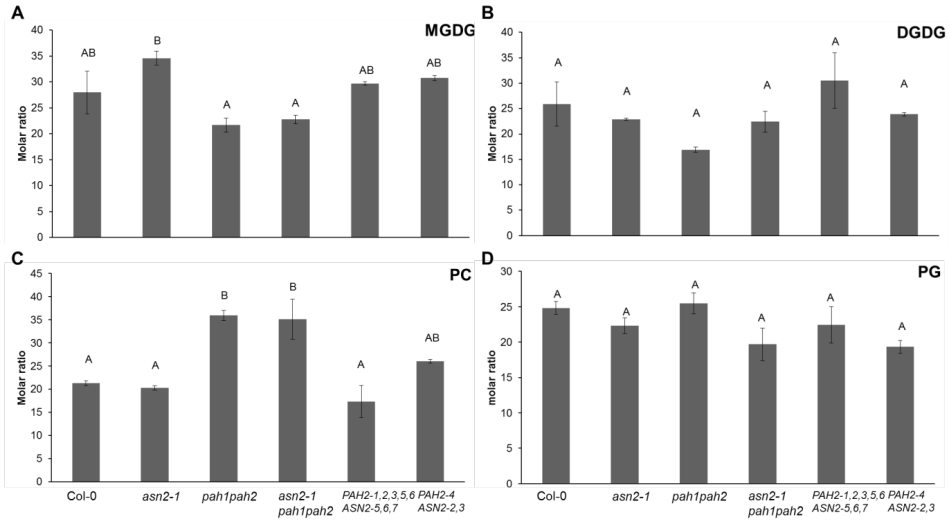 A
MGDG
Molar ratio
40
35
30
25
20
15
10
5
0
AB
B
A
A
AB
AB
B
DGDG
Molar ratio
40
35
30
25
20
15
10
5
0
A
A
A
A
A
A
C
PC
Molar ratio
45
40
35
30
25
20
15
10
5
0
A
A
B
B
A
AB
Col-0
asn2-1
pah1pah2
asn2-1
pah1pah2
PAH2-1,2,3,5,6
ASN2-5,6,7
PAH2-4
ASN2-2,3
D
PG
molar ratio
30
25
20
15
10
5
0
A
A
A
A
A
A
Col-0
asn2-1
pah1pah2
asn2-1
pah1pah2
PAH2-1,2,3,5,6
ASN2-5,6,7
PAH2-4
ASN2-2,3